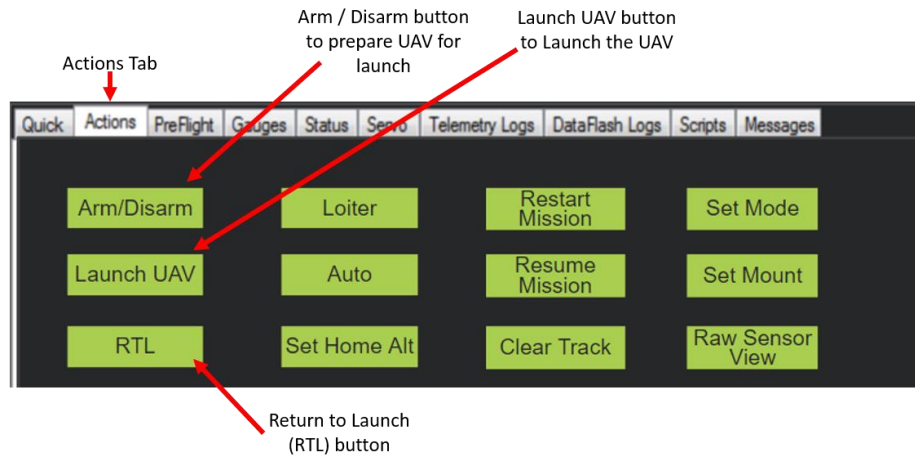 Arm / Disarm button
to prepare UAV for
launch
Launch UAV button
to Launch the UAV
Actions Tab
Quick Actions PreFlight Gauges Status Servo Telemetry Logs DataFlash Logs Scripts Messages
Arm/Disarm Loiter Restart Mission Set Mode
Launch UAV Auto Resume Mission Set Mount
RTL Set Home Alt Clear Track Raw Sensor View
Return to Launch
(RTL) button